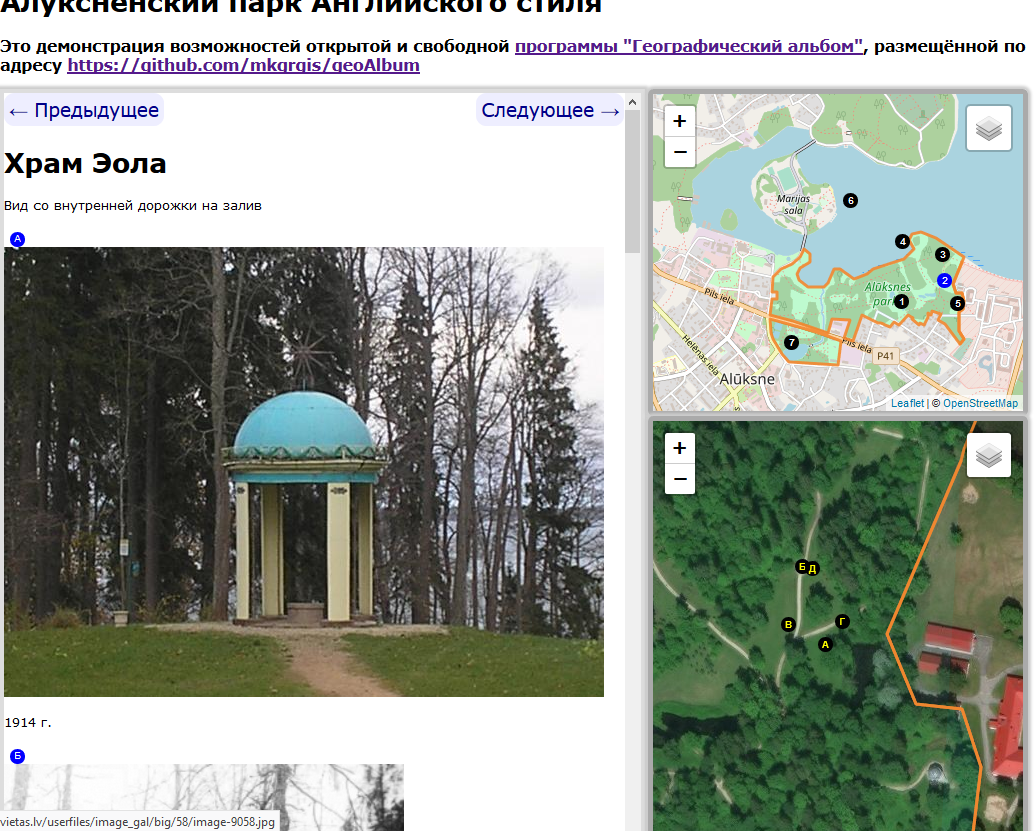 Алуксненский парк Английского стиля
Это демонстрация возможностей открытой и свободной программы "Географический альбом", размещённой по
адресу https://github.com/mkgrgis/geoAlbum
← Предыдущее
Следующее →
Храм Эола
Вид со внутренней дорожки на залив
А
1914 г.
Б
vietas.lv/userfiles/image_gal/big/58/image-9058.jpg
+
−
Marijas
sala
6
4
3
2
Alūksnes
parks
1
5
Pils iela
7
Pils iela
Helēnas iela
P41
Alūksne
Leaflet | © OpenStreetMap
+
−
Б
Д
В
Г
А